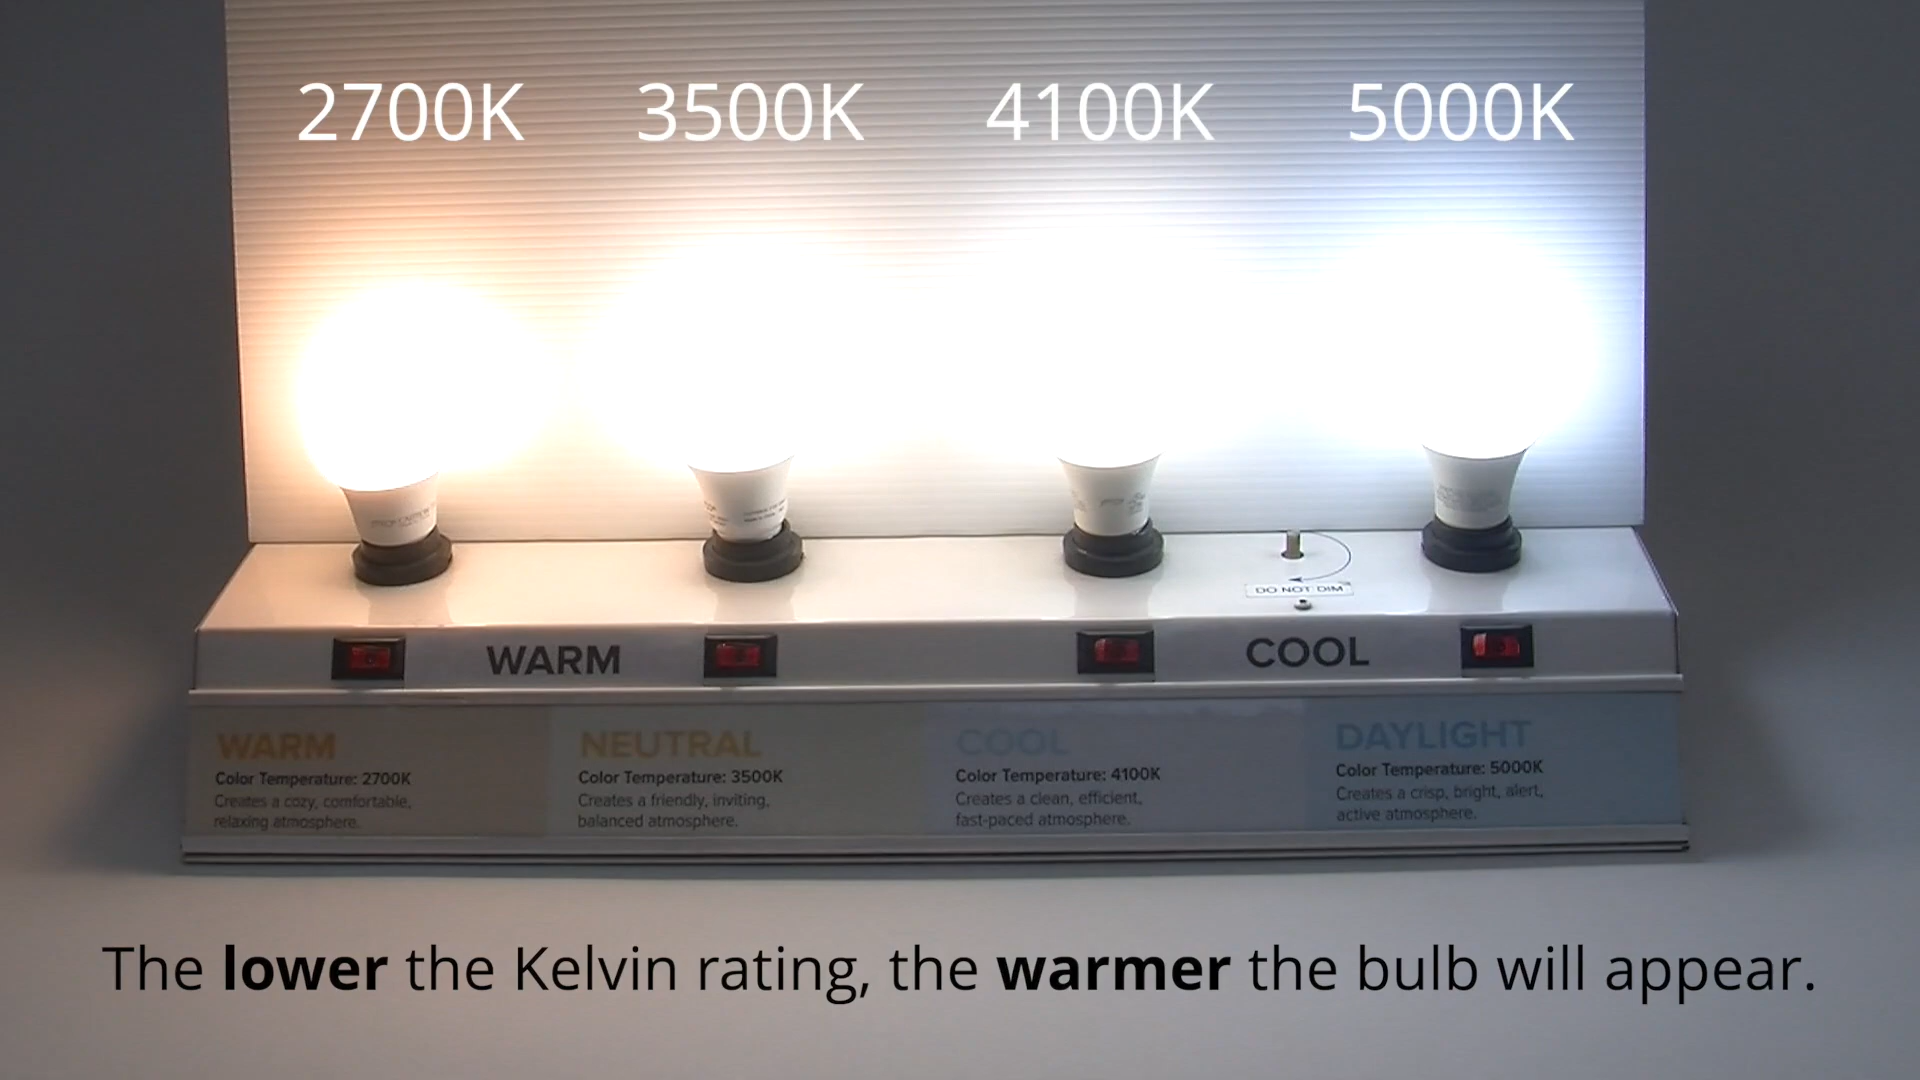 2700K 3500K 4100K 5000K
DO NOT DIM
WARM COOL
WARM
Color Temperature: 2700K
Creates a cozy, comfortable,
relaxing atmosphere.
NEUTRAL
Color Temperature: 3500K
Creates a friendly, inviting,
balanced atmosphere.
COOL
Color Temperature: 4100K
Creates a clean, efficient,
fast-paced atmosphere.
DAYLIGHT
Color Temperature: 5000K
Creates a crisp, bright, alert,
active atmosphere.
The lower the Kelvin rating, the warmer the bulb will appear.